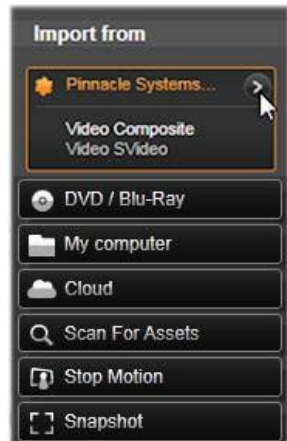 Import from
Pinnacle Systems...
Video Composite
Video SVideo
DVD / Blu-Ray
My computer
Cloud
Scan For Assets
Stop Motion
Snapshot